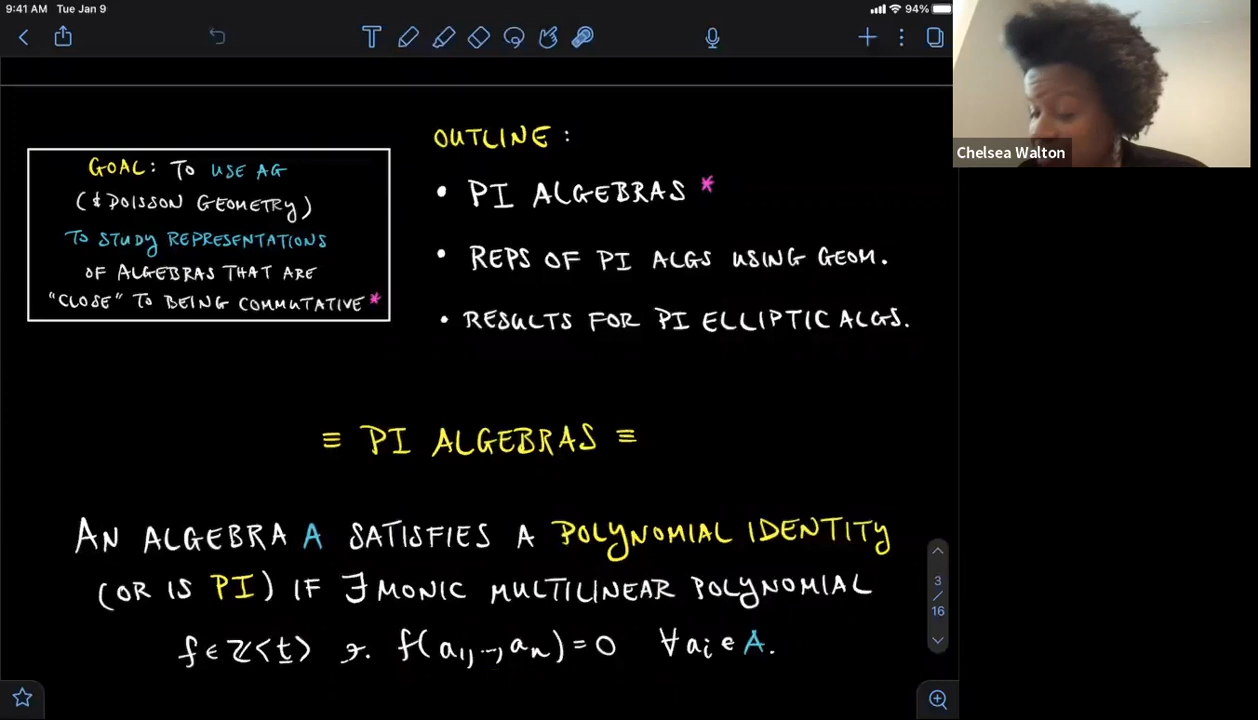 9:41 AM Tue Jan 9
94%
T
Chelsea Walton
GOAL: TO USE AG
(& POISSON GEOMETRY)
TO STUDY REPRESENTATIONS
OF ALGEBRAS THAT ARE
"CLOSE" TO BEING COMMUTATIVE *
OUTLINE:
• PI ALGEBRAS *
• REPS OF PI ALGS USING GEOM.
• RESULTS FOR PI ELLIPTIC ALGS.
≡ PI ALGEBRAS ≡
AN ALGEBRA A SATISFIES A POLYNOMIAL IDENTITY
(OR IS PI) IF ∃ MONIC MULTILINEAR POLYNOMIAL
f ∈ ℤ<t> ∋. f(a1,..,an) = 0 ∀ ai ∈ A.
3
/
16